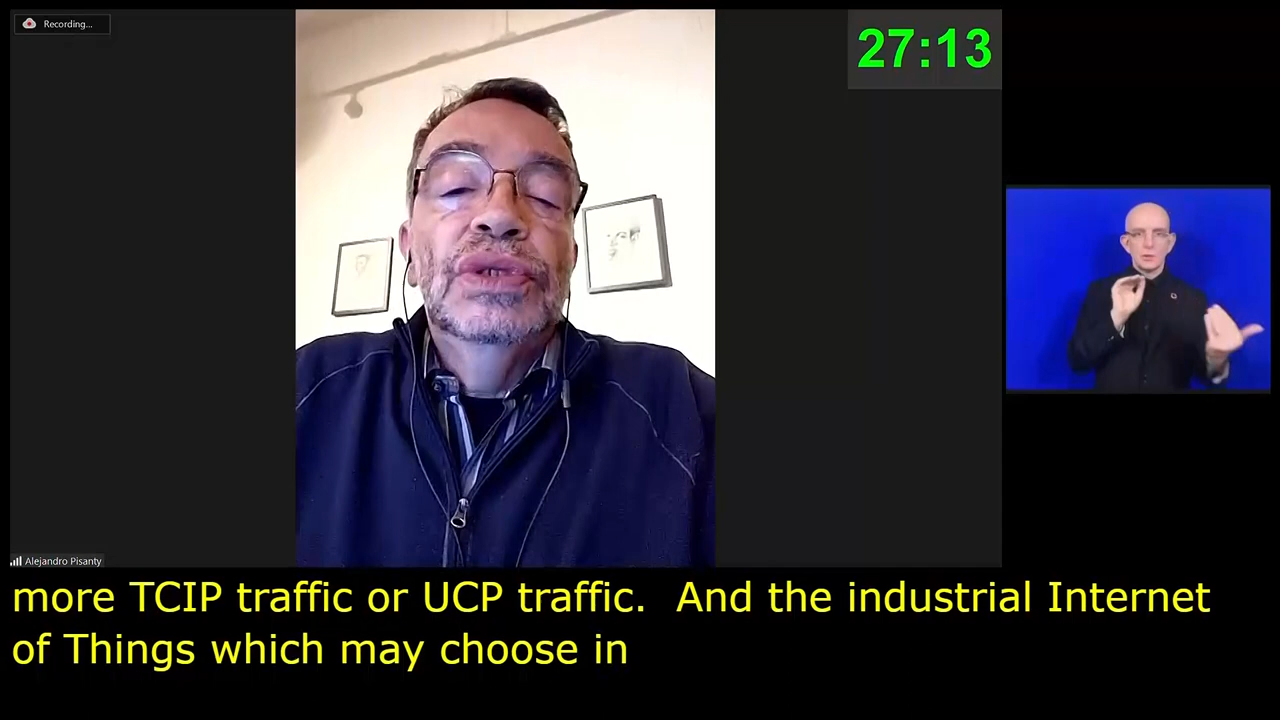 Recording...
27:13
Alejandro Pisanty
more TCIP traffic or UCP traffic.  And the industrial Internet
of Things which may choose in